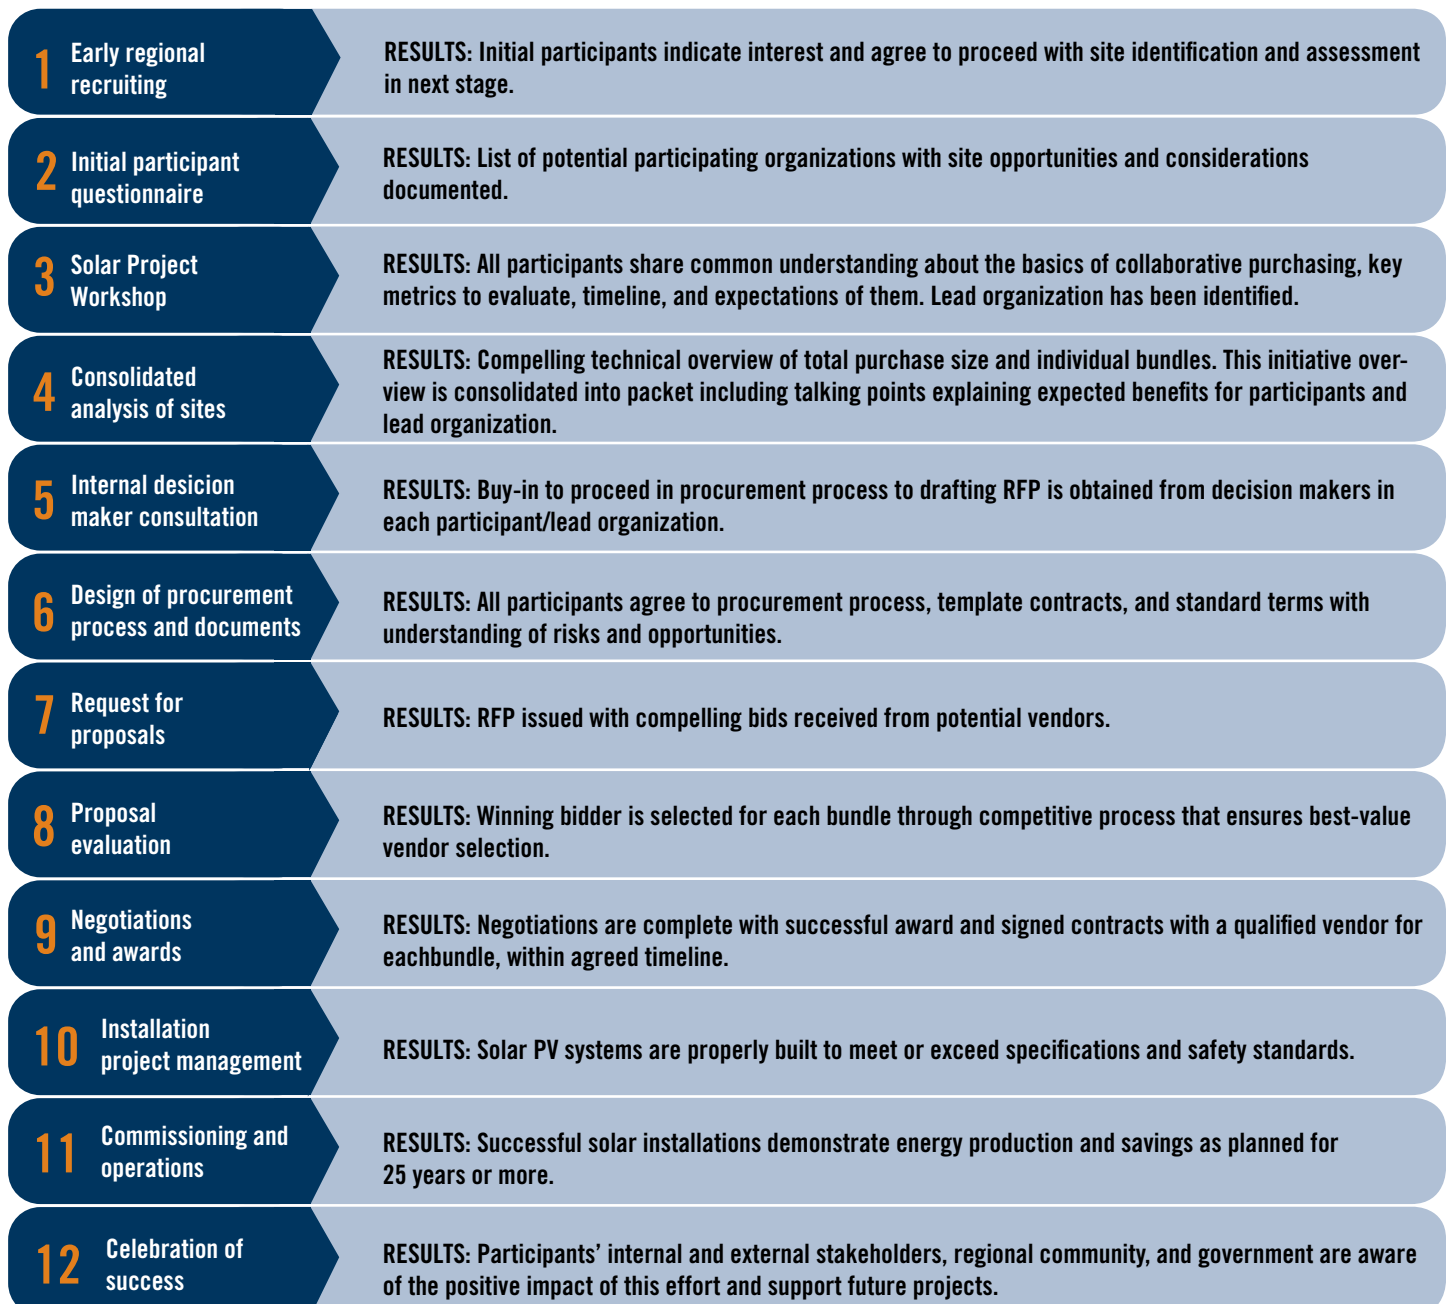 1 Early regional
recruiting
RESULTS: Initial participants indicate interest and agree to proceed with site identification and assessment
in next stage.
2 Initial participant
questionnaire
RESULTS: List of potential participating organizations with site opportunities and considerations
documented.
3 Solar Project
Workshop
RESULTS: All participants share common understanding about the basics of collaborative purchasing, key
metrics to evaluate, timeline, and expectations of them. Lead organization has been identified.
4 Consolidated
analysis of sites
RESULTS: Compelling technical overview of total purchase size and individual bundles. This initiative over-
view is consolidated into packet including talking points explaining expected benefits for participants and
lead organization.
5 Internal desicion
maker consultation
RESULTS: Buy-in to proceed in procurement process to drafting RFP is obtained from decision makers in
each participant/lead organization.
6 Design of procurement
process and documents
RESULTS: All participants agree to procurement process, template contracts, and standard terms with
understanding of risks and opportunities.
7 Request for
proposals
RESULTS: RFP issued with compelling bids received from potential vendors.
8 Proposal
evaluation
RESULTS: Winning bidder is selected for each bundle through competitive process that ensures best-value
vendor selection.
9 Negotiations
and awards
RESULTS: Negotiations are complete with successful award and signed contracts with a qualified vendor for
eachbundle, within agreed timeline.
10 Installation
project management
RESULTS: Solar PV systems are properly built to meet or exceed specifications and safety standards.
11 Commissioning and
operations
RESULTS: Successful solar installations demonstrate energy production and savings as planned for
25 years or more.
12 Celebration of
success
RESULTS: Participants’ internal and external stakeholders, regional community, and government are aware
of the positive impact of this effort and support future projects.